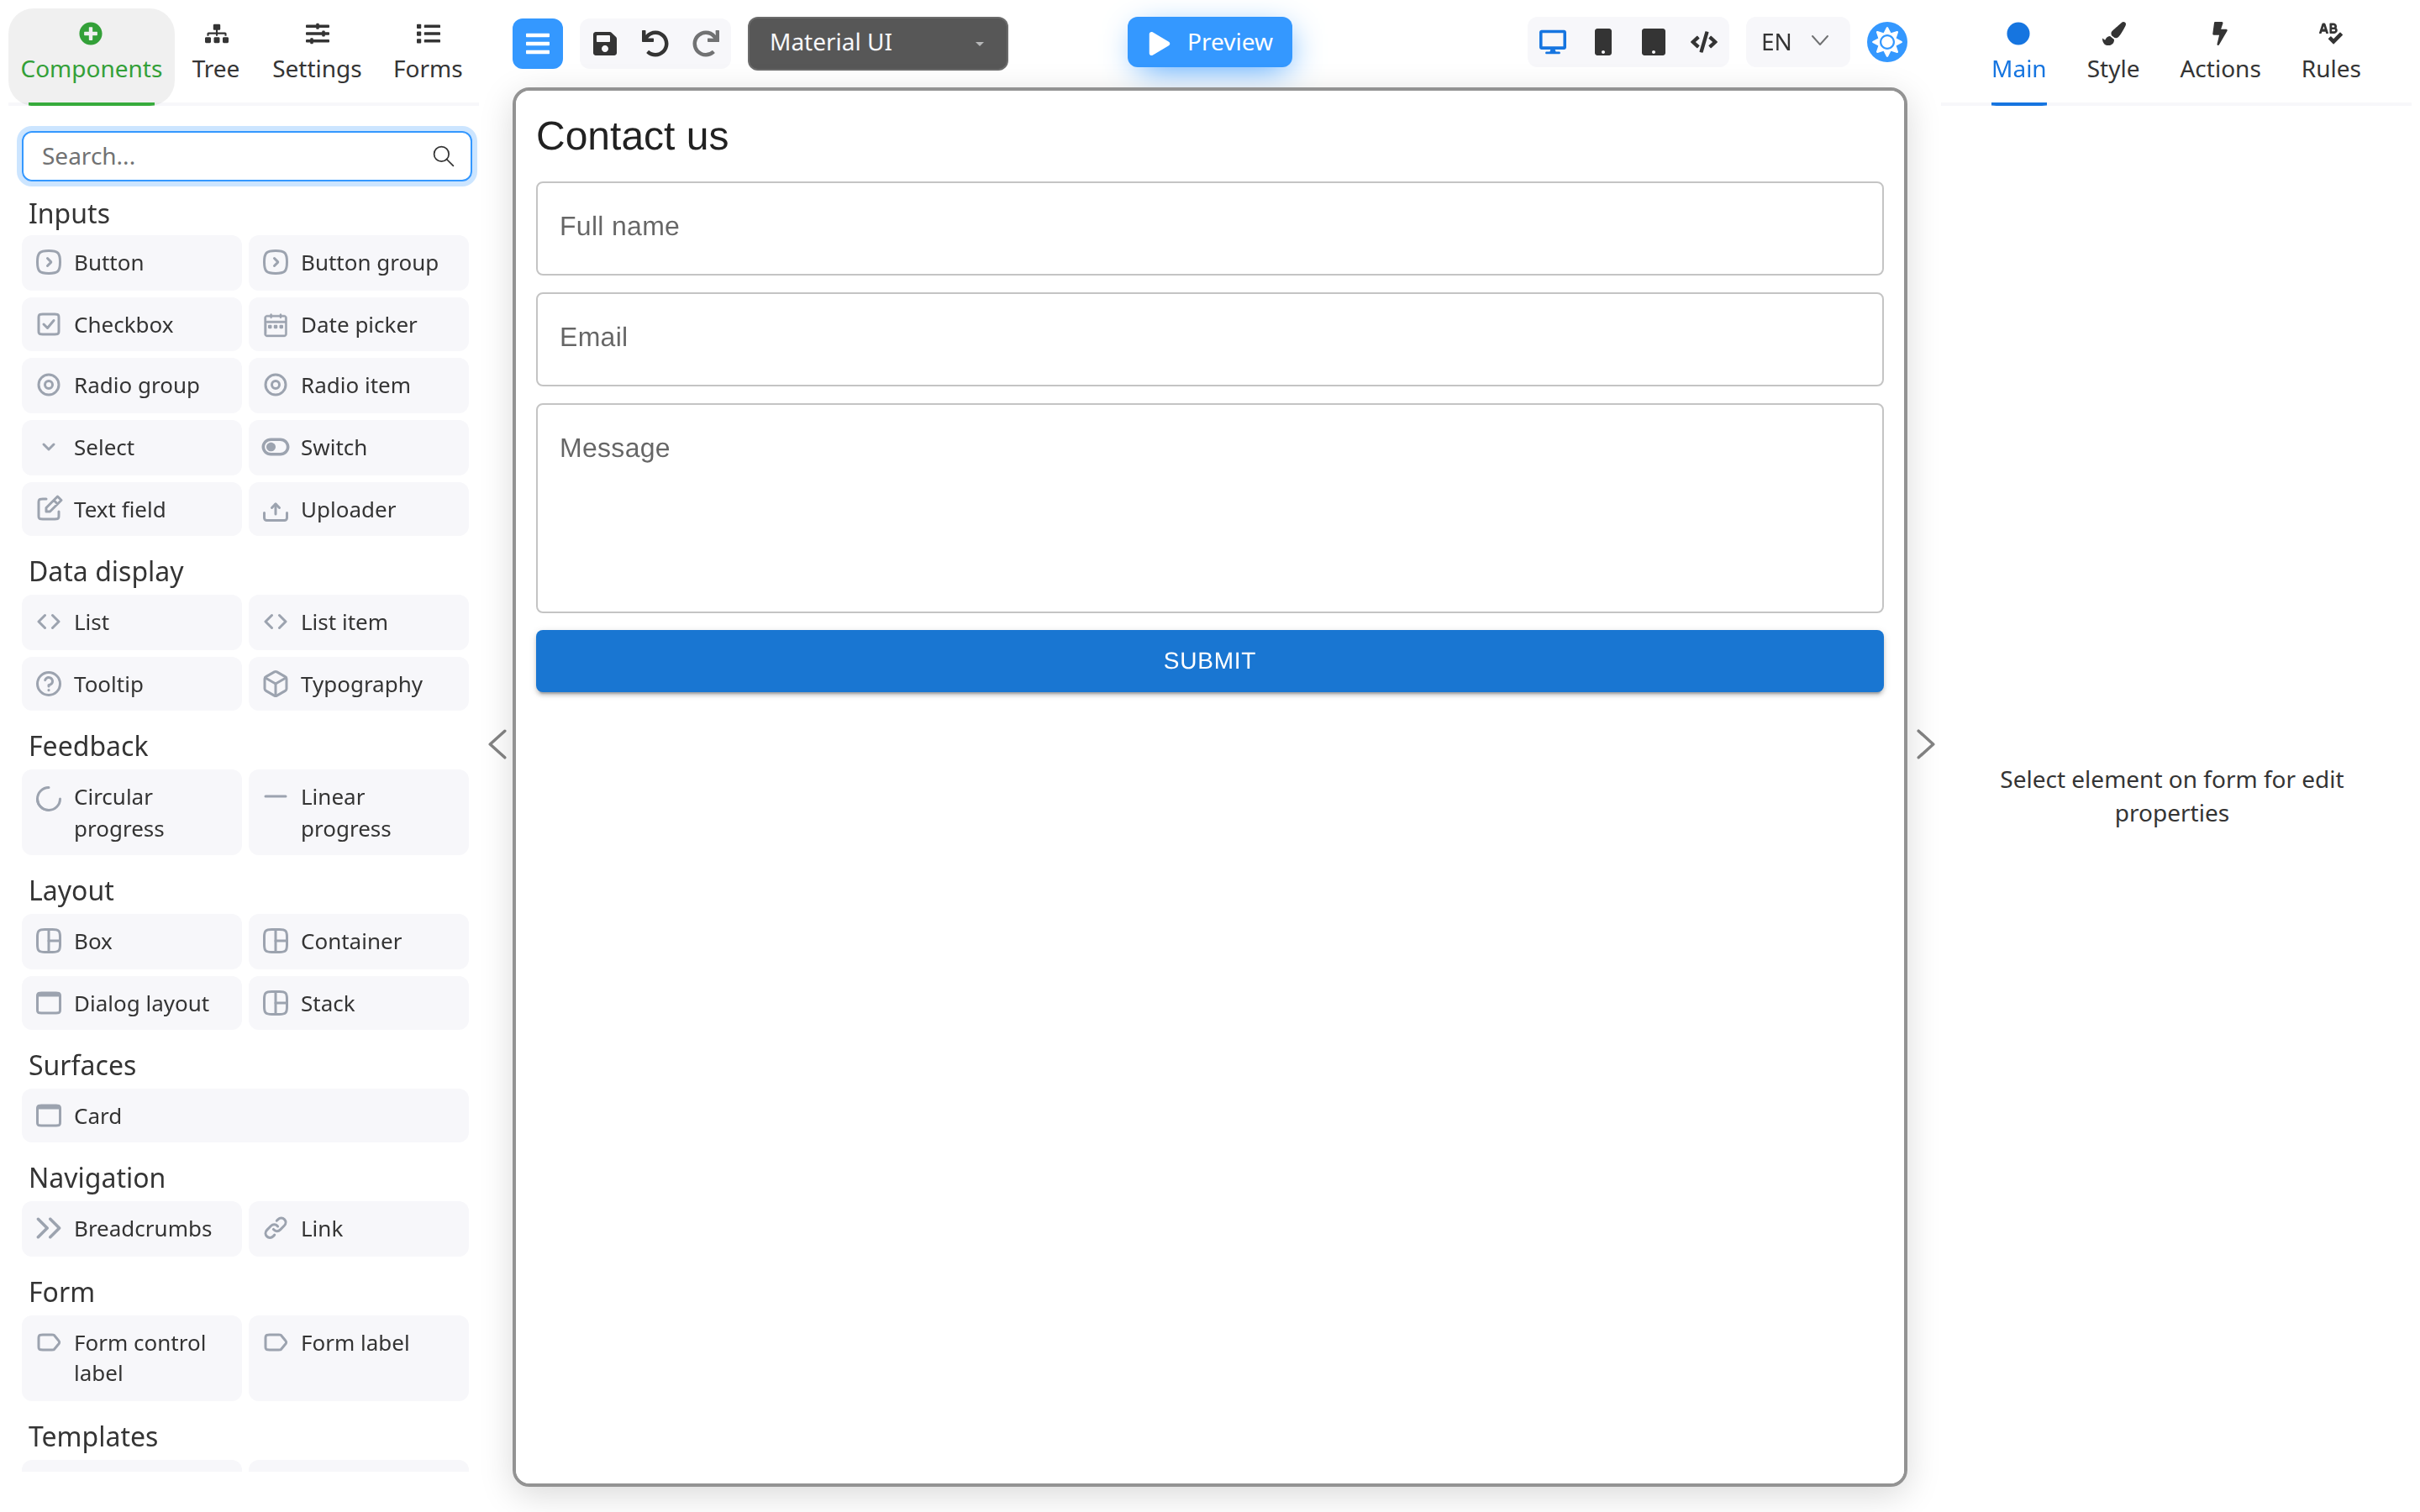 Components
Tree
Settings
Forms
Material UI
Preview
EN
Main
Style
Actions
Rules
Search...
Inputs
Button
Button group
Checkbox
Date picker
Radio group
Radio item
Select
Switch
Text field
Uploader
Data display
List
List item
Tooltip
Typography
Feedback
Circular
progress
Linear
progress
Layout
Box
Container
Dialog layout
Stack
Surfaces
Card
Navigation
Breadcrumbs
Link
Form
Form control
label
Form label
Templates
Contact us
Full name
Email
Message
SUBMIT
Select element on form for edit
properties